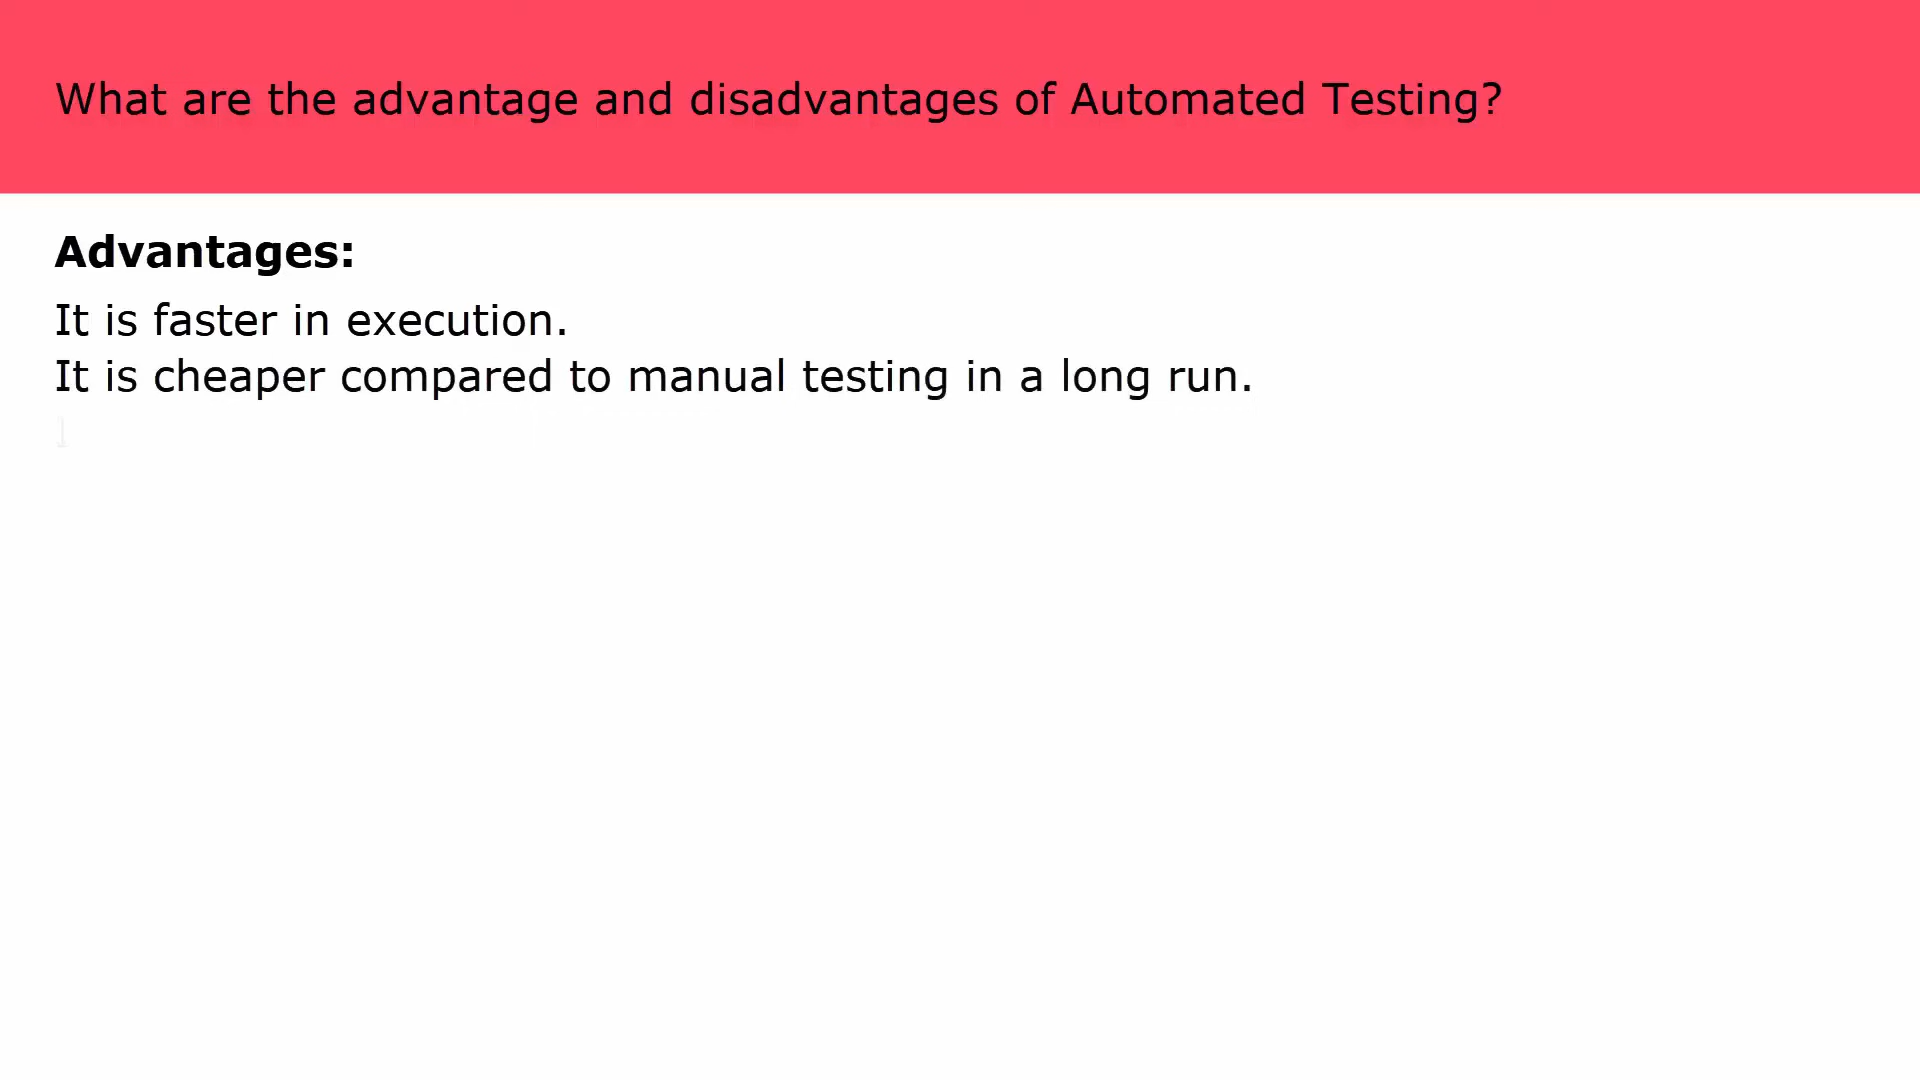 What are the advantage and disadvantages of Automated Testing?
Advantages:
It is faster in execution.
It is cheaper compared to manual testing in a long run.